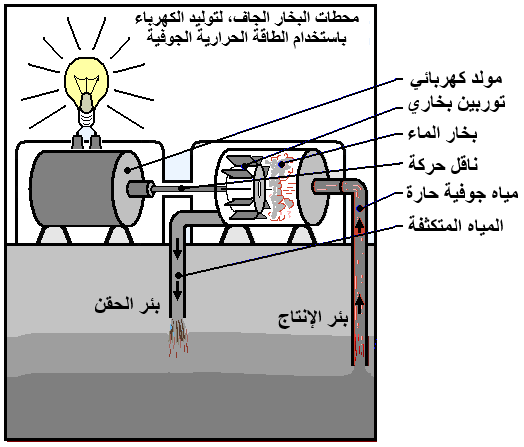 محطات البخار الجاف، لتوليد الكهرباء
باستخدام الطاقة الحرارية الجوفية
مولد كهربائي
توربين بخاري
بخار الماء
ناقل حركة
مياه جوفية حارة
المياه المتكثفة
بئر الإنتاج
بئر الحقن